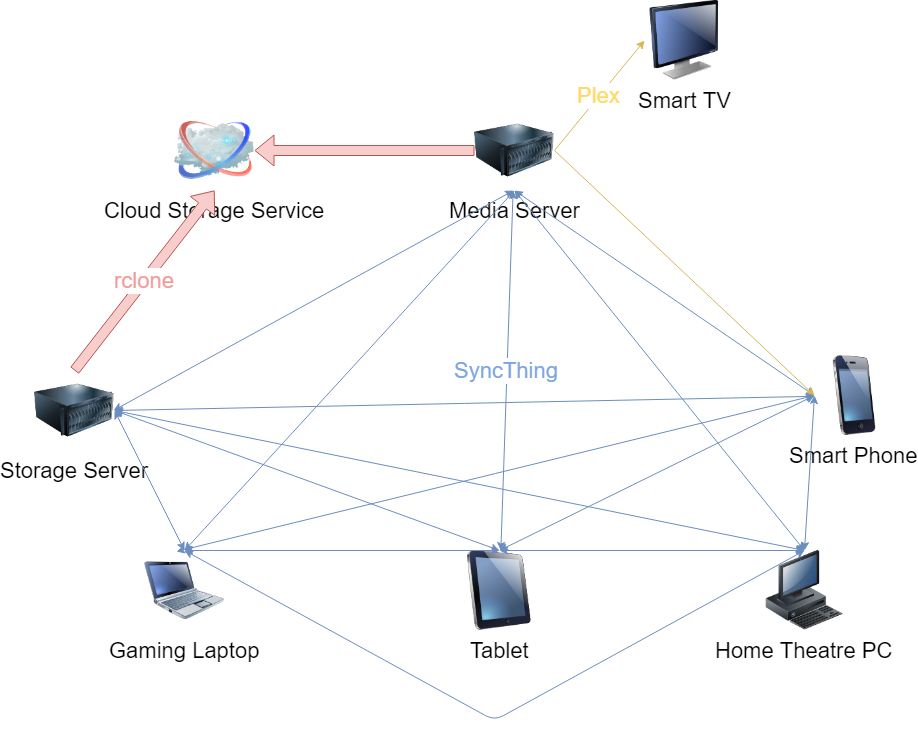 Plex
Smart TV
Cloud Storage Service
Media Server
rclone
SyncThing
Storage Server
Smart Phone
Gaming Laptop
Tablet
Home Theatre PC